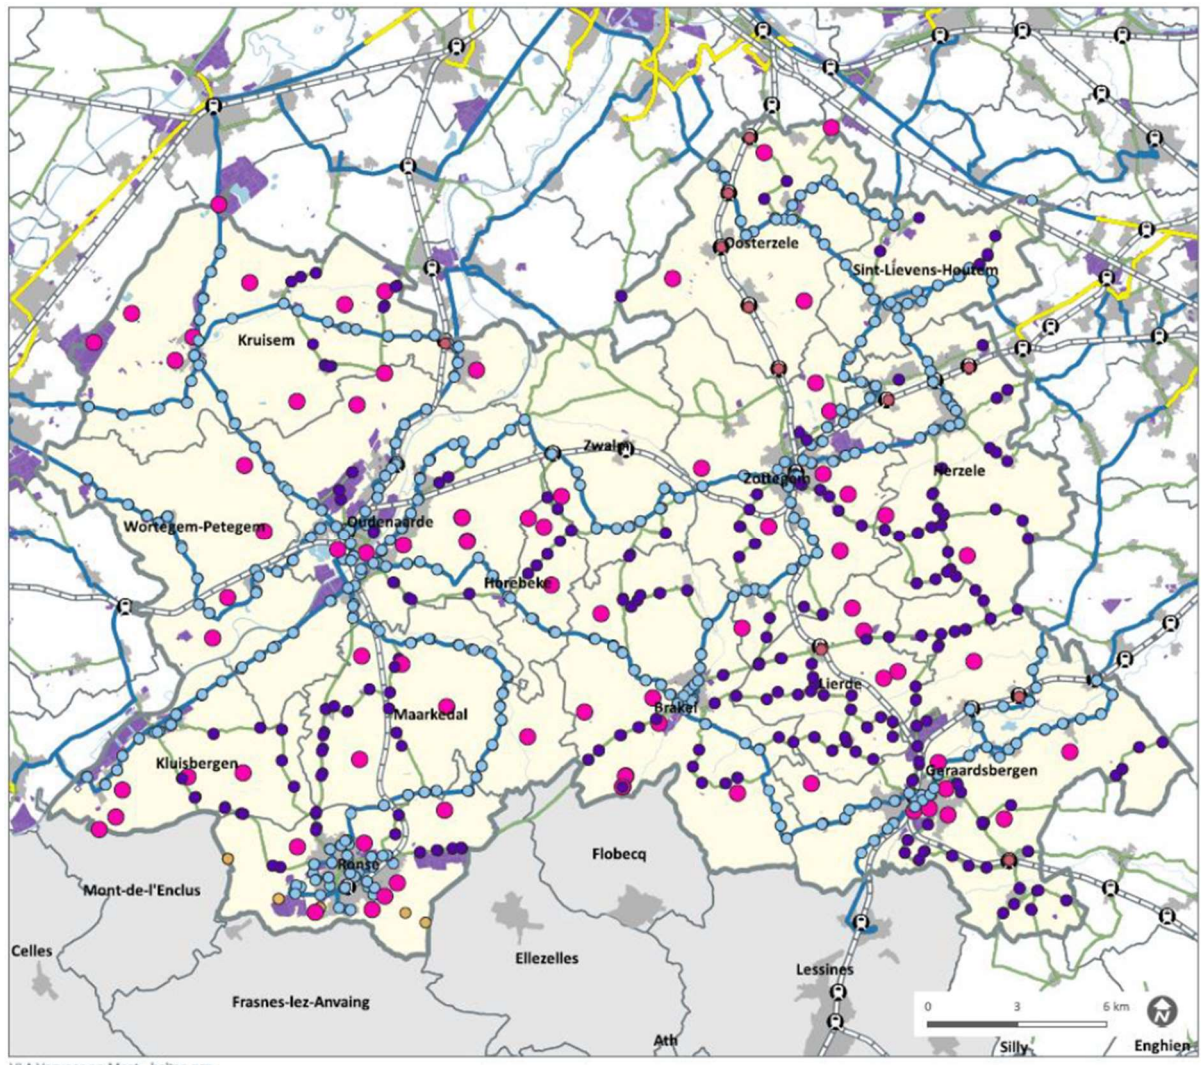 Oosterzele
Sint-Lievens-Houtem
Kruisem
Zwalm
Zottegem
Herzele
Wortegem-Petegem
Oudenaarde
Horebeke
Lierde
Brakel
Maarkedal
Kluisbergen
Geraardsbergen
Flobecq
Ronse
Mont-de-l'Enclus
Celles
Ellezelles
Lessines
Frasnes-lez-Anvaing
0 3 6 km
N
Ath
Silly
Enghien